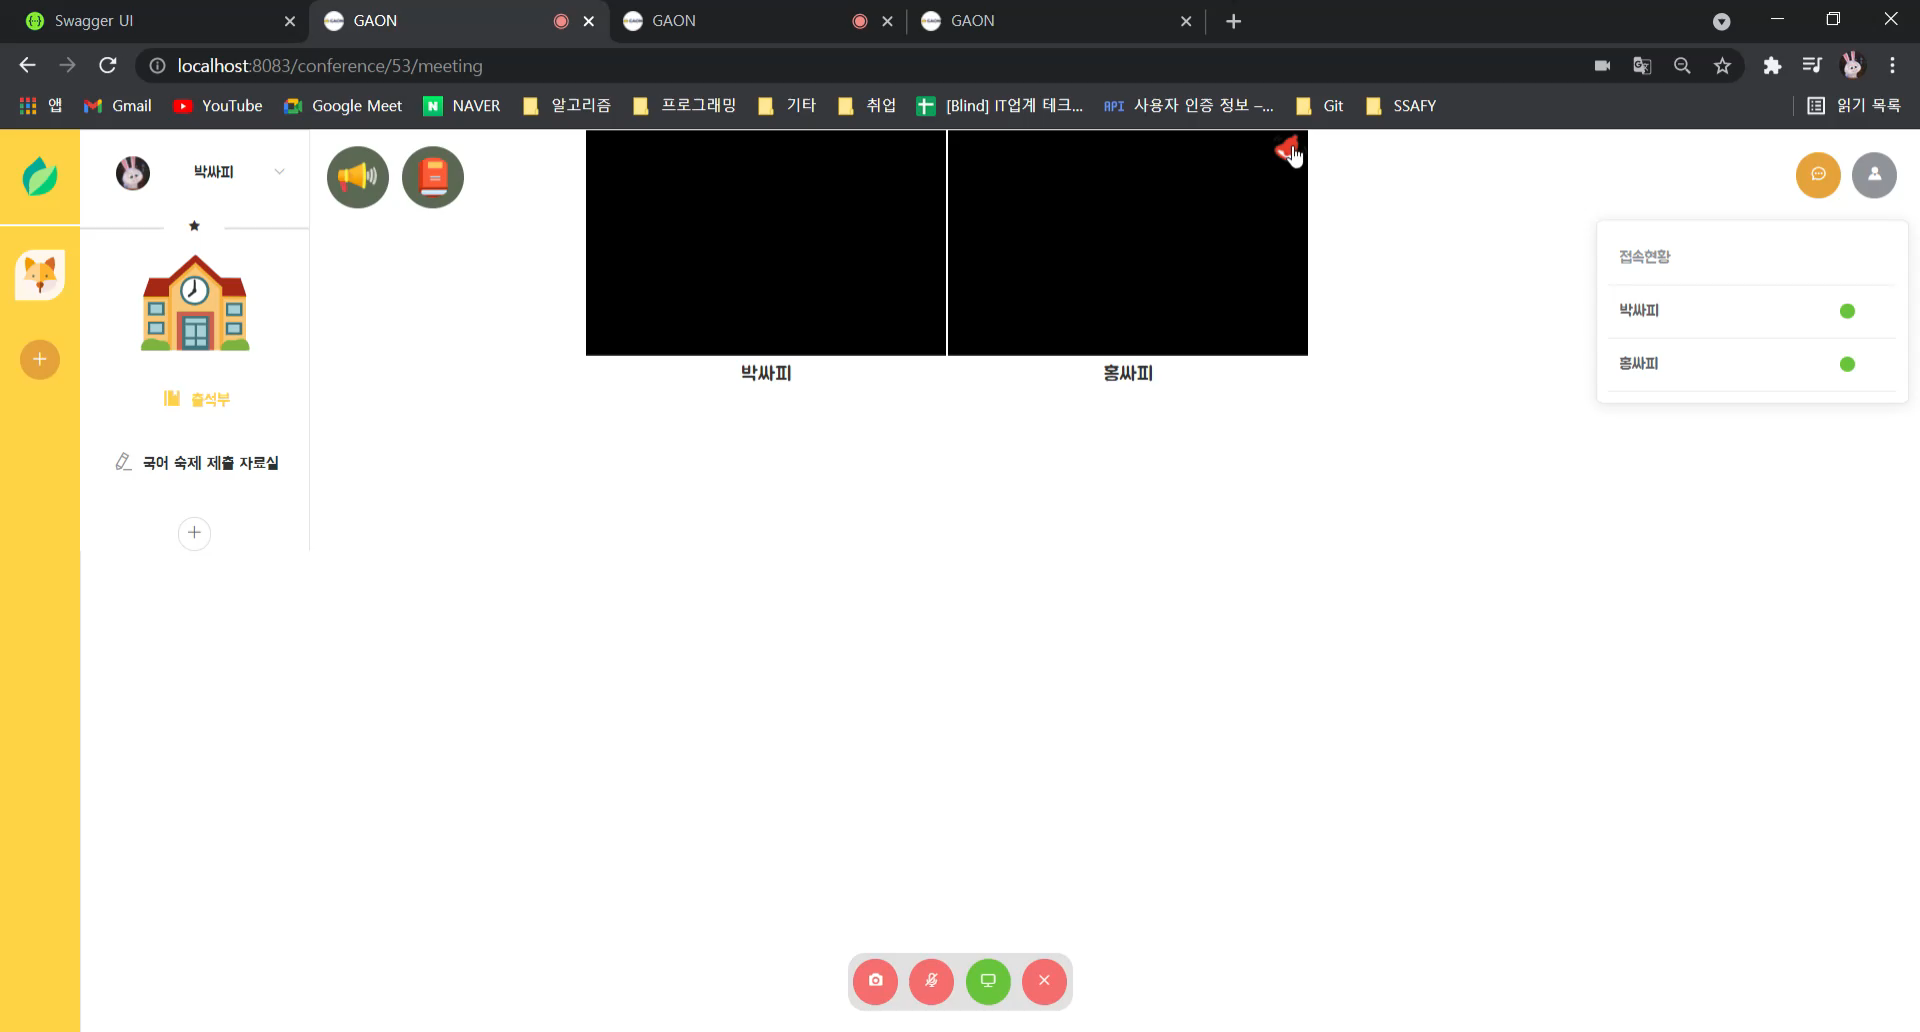 Swagger UI
GAON
GAON
GAON
localhost:8083/conference/53/meeting
앱
Gmail
YouTube
Google Meet
N NAVER
알고리즘
프로그래밍
기타
취업
[Blind] IT업계 테크...
API 사용자 인증 정보 –...
Git
SSAFY
읽기 목록
박싸피
출석부
국어 숙제 제출 자료실
박싸피
홍싸피
접속현황
박싸피
홍싸피